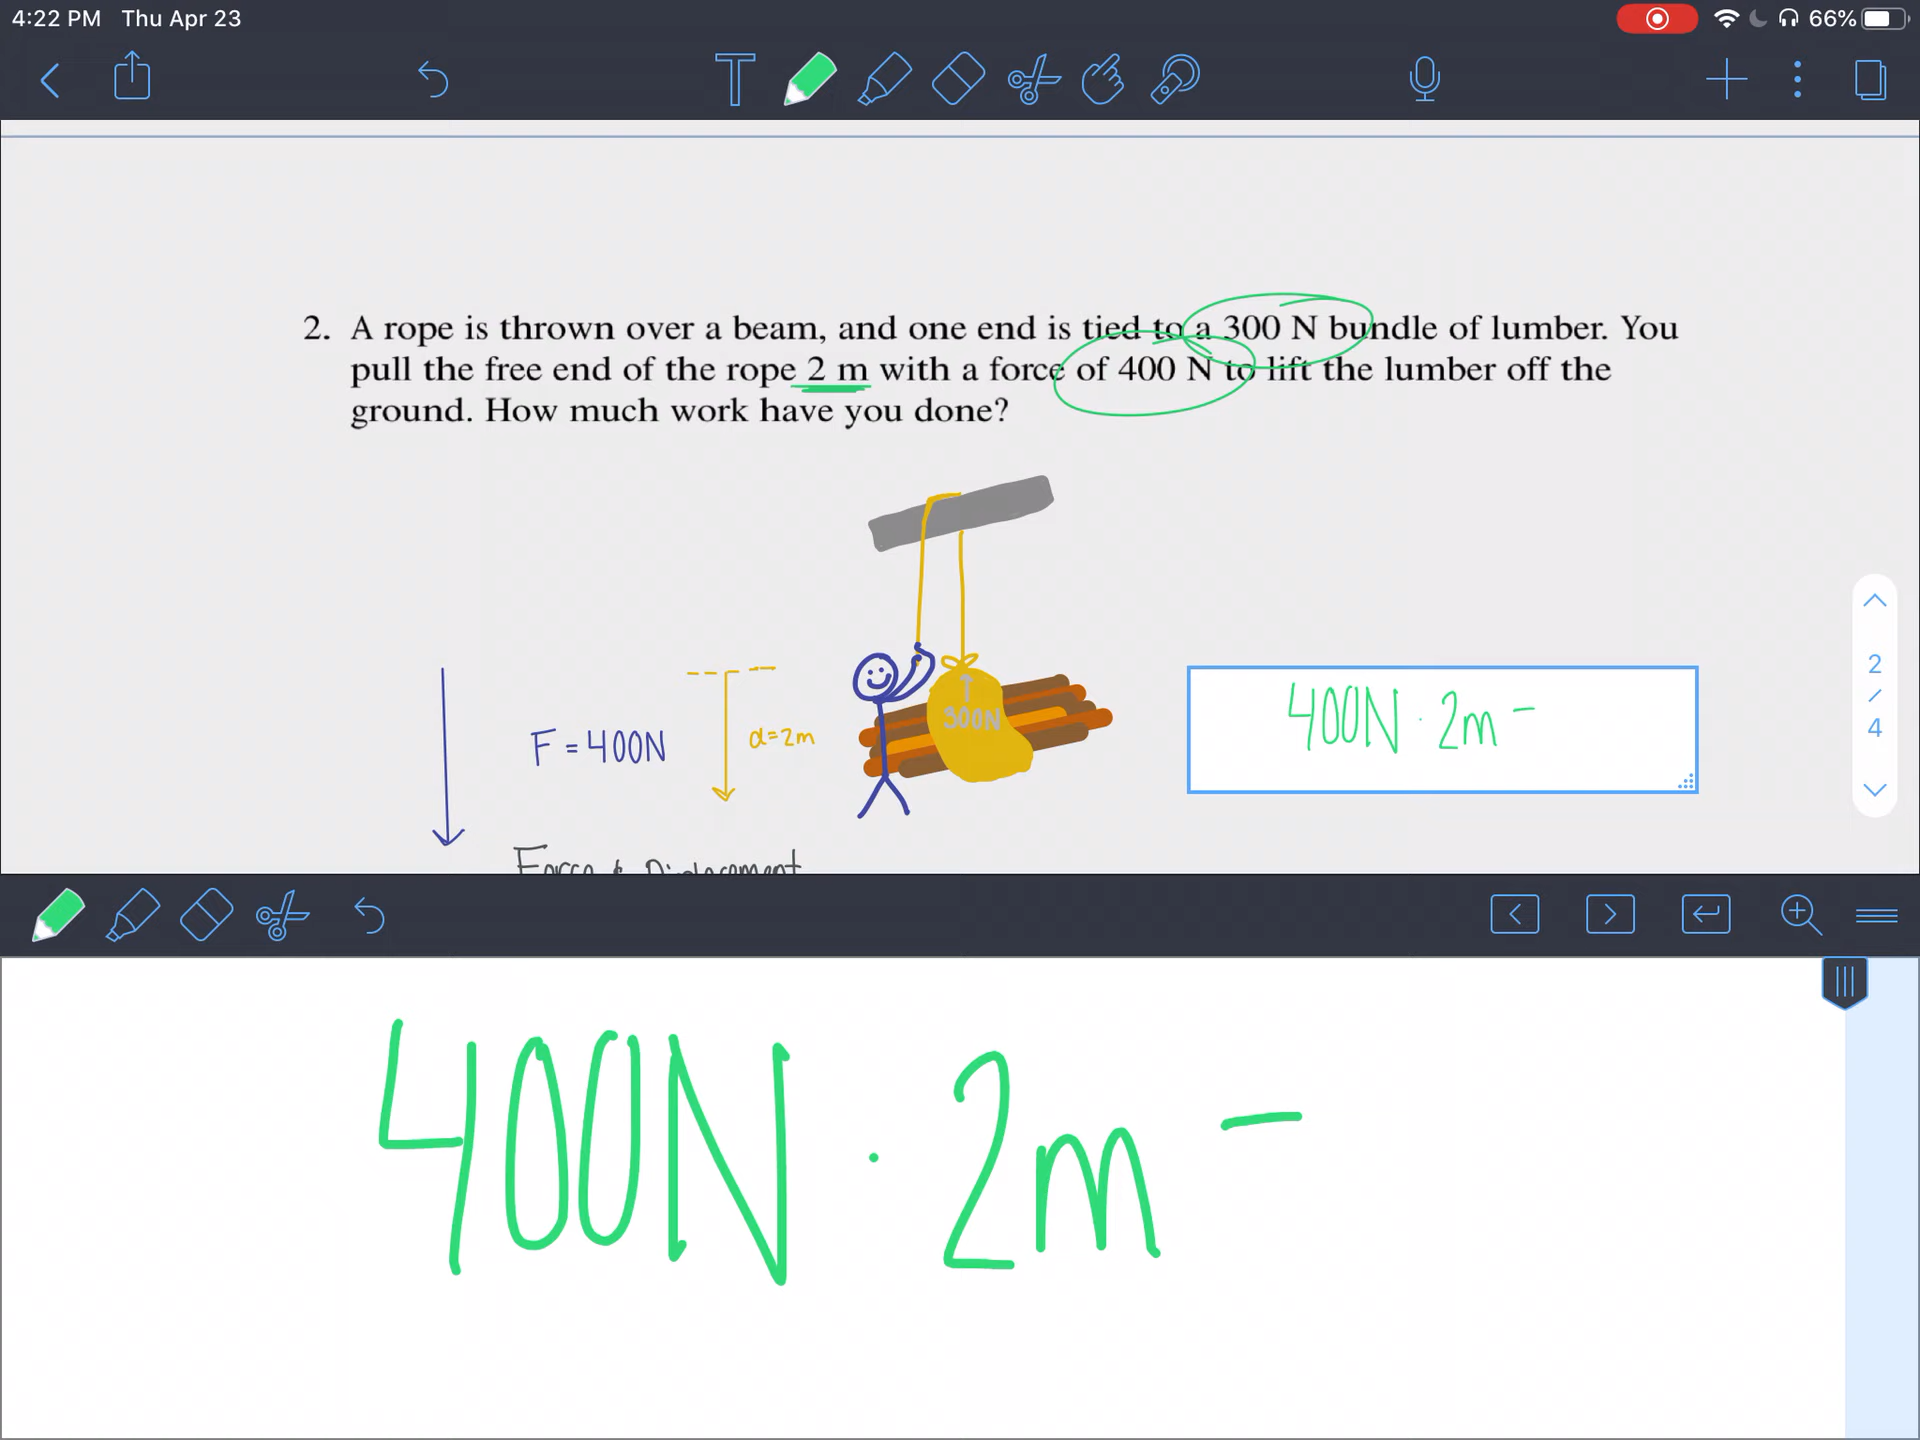 4:22 PM Thu Apr 23 66%
2. A rope is thrown over a beam, and one end is tied to a 300 N bundle of lumber. You
pull the free end of the rope 2 m with a force of 400 N to lift the lumber off the
ground. How much work have you done?
300N
F = 400N
d=2m
400N · 2m -
2
/
4
Force & Displacement
400N · 2m -